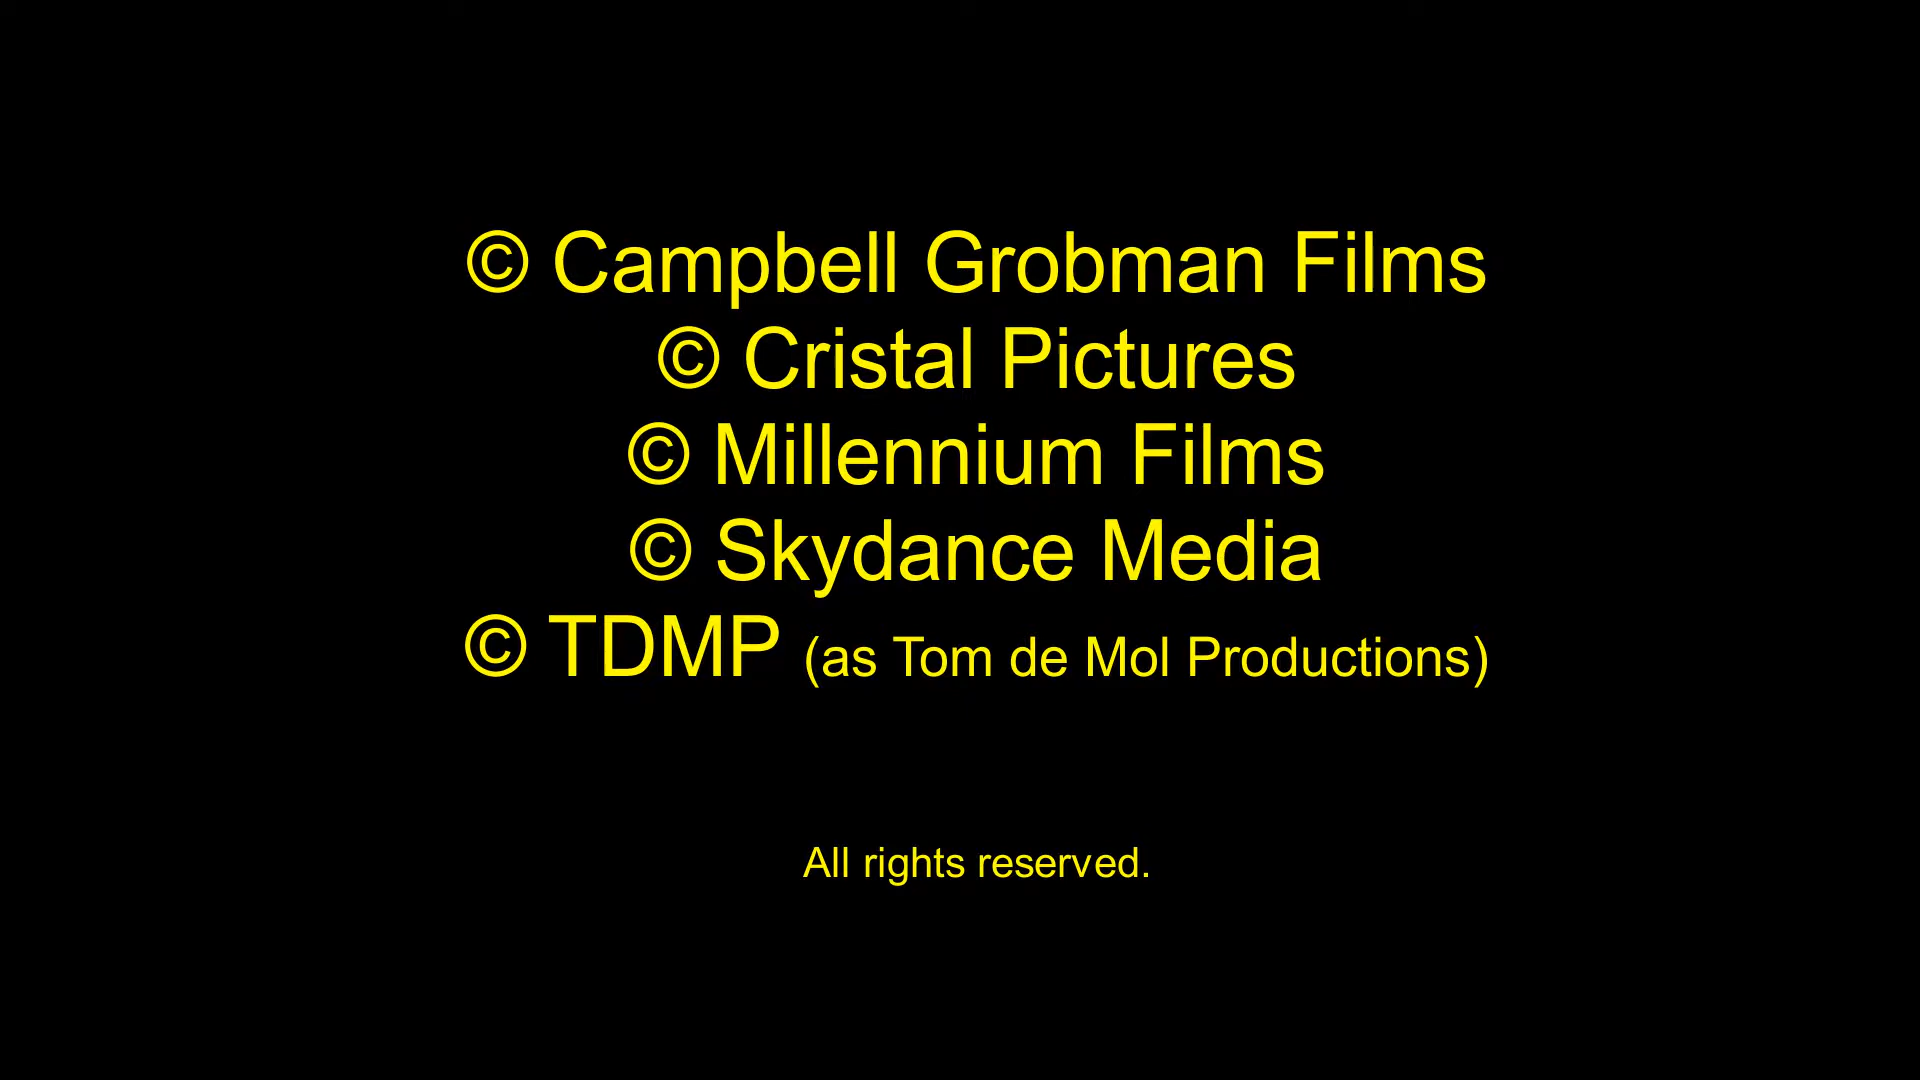 © Campbell Grobman Films
© Cristal Pictures
© Millennium Films
© Skydance Media
© TDMP (as Tom de Mol Productions)
All rights reserved.